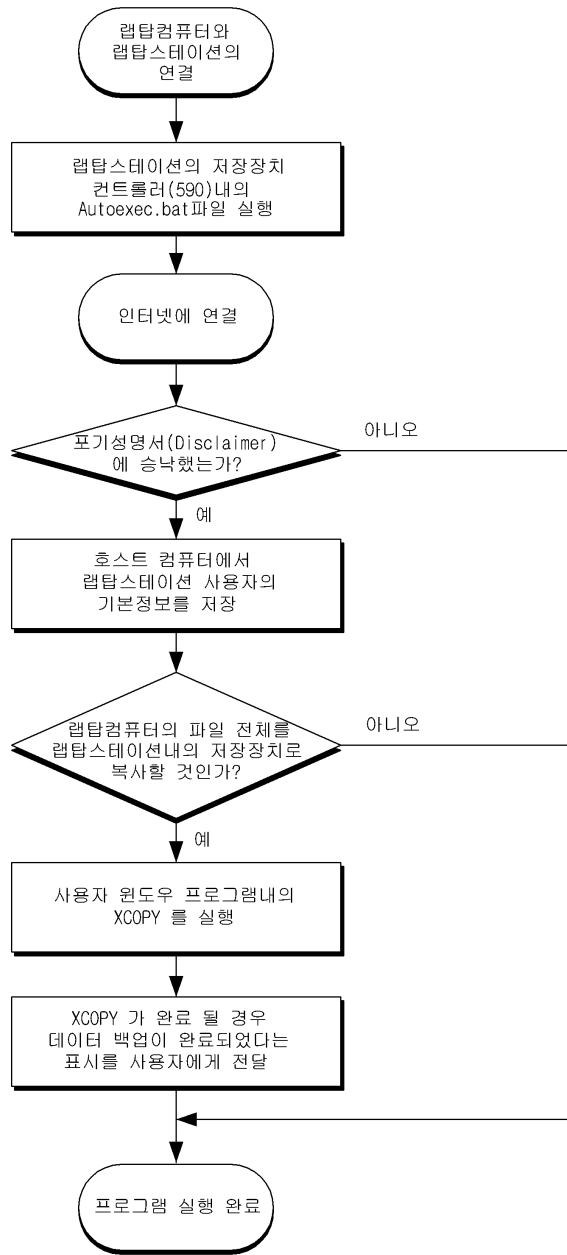 랩탑컴퓨터와
랩탑스테이션의
연결
랩탑스테이션의 저장장치
컨트롤러(590)내의
Autoexec.bat파일 실행
인터넷에 연결
포기성명서(Disclaimer)
에 승낙했는가?
아니오
예
호스트 컴퓨터에서
랩탑스테이션 사용자의
기본정보를 저장
랩탑컴퓨터의 파일 전체를
랩탑스테이션내의 저장장치로
복사할 것인가?
아니오
예
사용자 윈도우 프로그램내의
XCOPY 를 실행
XCOPY 가 완료 될 경우
데이터 백업이 완료되었다는
표시를 사용자에게 전달
프로그램 실행 완료